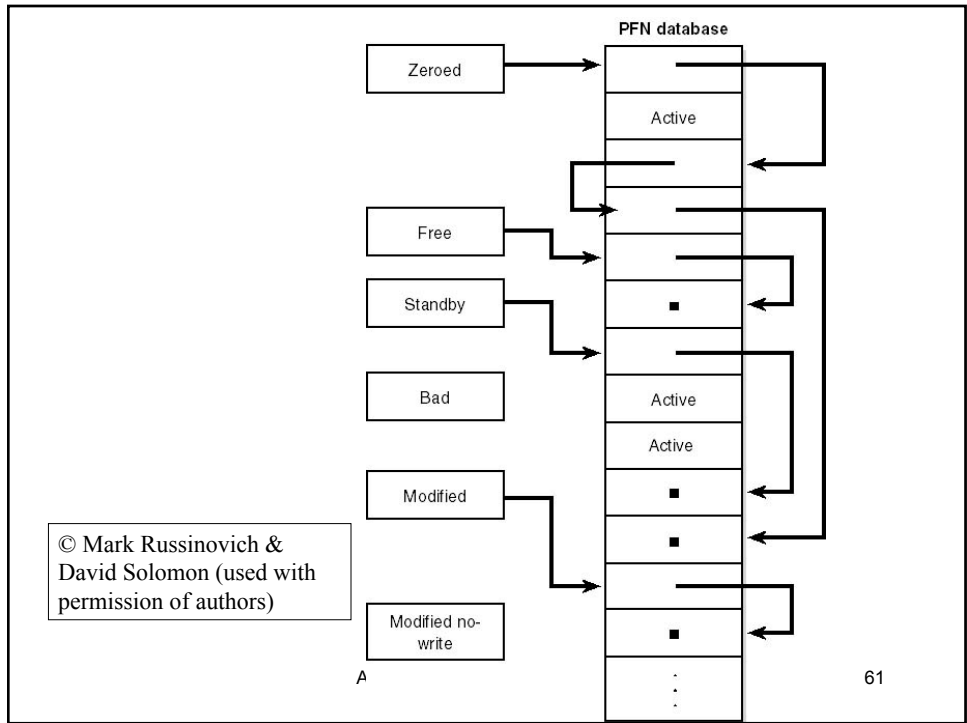 PFN database
Zeroed
Active
Free
Standby
Bad
Active
Active
Modified
© Mark Russinovich &
David Solomon (used with
permission of authors)
Modified no-
write
A
61